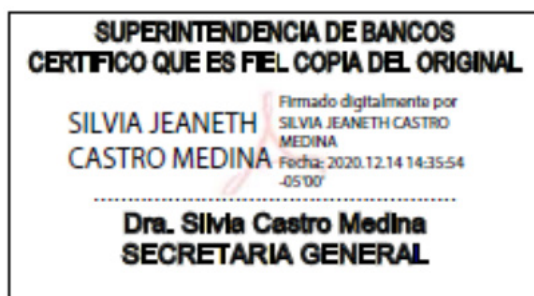 SUPERINTENDENCIA DE BANCOS
CERTIFICO QUE ES FIEL COPIA DEL ORIGINAL
SILVIA JEANETH
CASTRO MEDINA
Firmado digitalmente por
SILVIA JEANETH CASTRO
MEDINA
Fecha: 2020.12.14 14:35:54
-05'00'
Dra. Silvia Castro Medina
SECRETARIA GENERAL